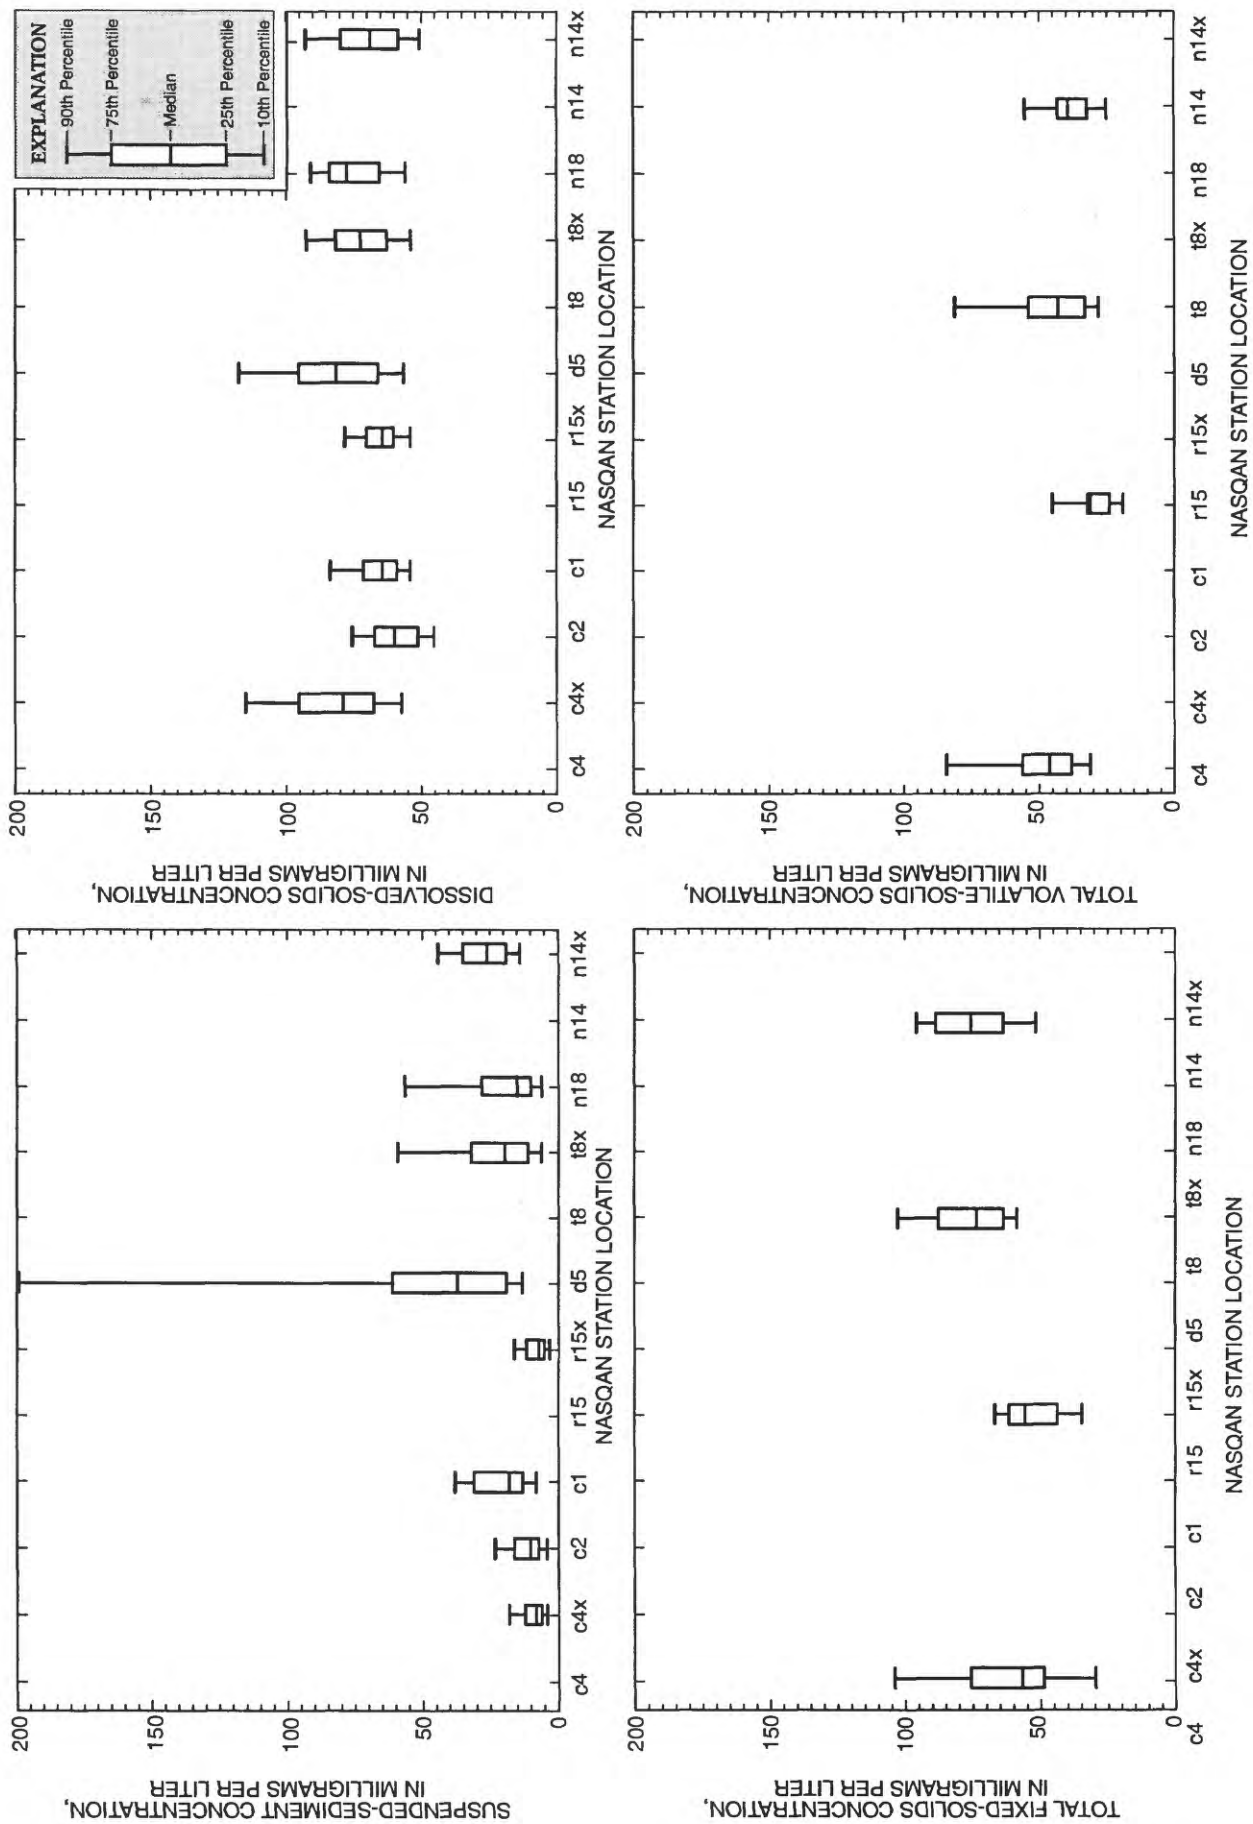 SUSPENDED-SEDIMENT CONCENTRATION,
IN MILLIGRAMS PER LITER
200
150
100
50
0
c4
c4x
c2
c1
r15
r15x
d5
t8
t8x
n18
n14
n14x
NASQAN STATION LOCATION
DISSOLVED-SOLIDS CONCENTRATION,
IN MILLIGRAMS PER LITER
200
150
100
50
0
c4
c4x
c2
c1
r15
r15x
d5
t8
t8x
n18
n14
n14x
NASQAN STATION LOCATION
EXPLANATION
90th Percentile
75th Percentile
Median
25th Percentile
10th Percentile
TOTAL FIXED-SOLIDS CONCENTRATION,
IN MILLIGRAMS PER LITER
200
150
100
50
0
c4
c4x
c2
c1
r15
r15x
d5
t8
t8x
n18
n14
n14x
NASQAN STATION LOCATION
TOTAL VOLATILE-SOLIDS CONCENTRATION,
IN MILLIGRAMS PER LITER
200
150
100
50
0
c4
c4x
c2
c1
r15
r15x
d5
t8
t8x
n18
n14
n14x
NASQAN STATION LOCATION